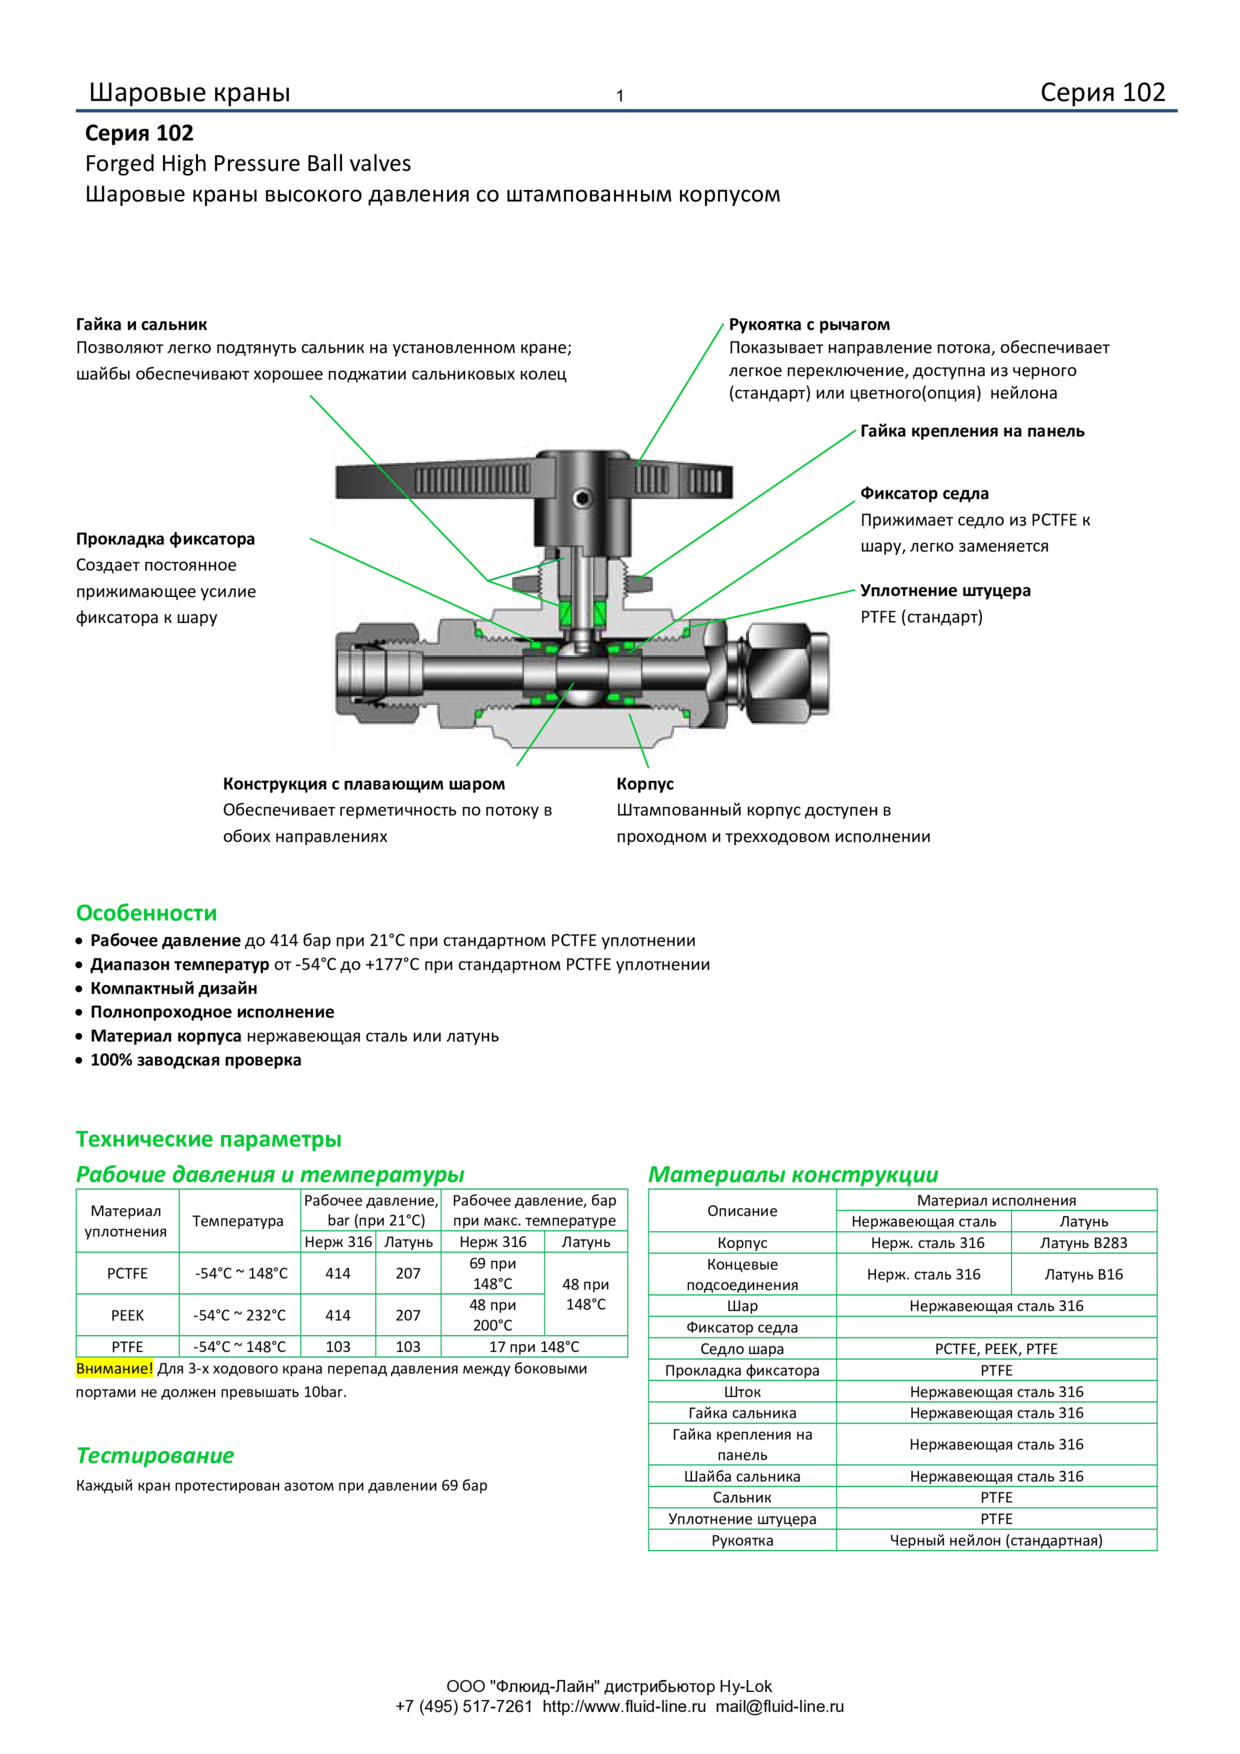 Шаровые краны
1
Серия 102
Серия 102
Forged High Pressure Ball valves
Шаровые краны высокого давления со штампованным корпусом
Гайка и сальник
Позволяют легко подтянуть сальник на установленном кране;
шайбы обеспечивают хорошее поджатии сальниковых колец
Рукоятка с рычагом
Показывает направление потока, обеспечивает
легкое переключение, доступна из черного
(стандарт) или цветного(опция) нейлона
Гайка крепления на панель
Фиксатор седла
Прижимает седло из PCTFE к
шару, легко заменяется
Прокладка фиксатора
Создает постоянное
прижимающее усилие
фиксатора к шару
Уплотнение штуцера
PTFE (стандарт)
Конструкция с плавающим шаром
Обеспечивает герметичность по потоку в
обоих направлениях
Корпус
Штампованный корпус доступен в
проходном и трехходовом исполнении
Особенности
• Рабочее давление до 414 бар при 21°С при стандартном PCTFE уплотнении
• Диапазон температур от -54°С до +177°С при стандартном PCTFE уплотнении
• Компактный дизайн
• Полнопроходное исполнение
• Материал корпуса нержавеющая сталь или латунь
• 100% заводская проверка
Технические параметры
Рабочие давления и температуры
Материал
уплотнения
Температура
Рабочее давление,
bar (при 21°С)
Рабочее давление, бар
при макс. температуре
Нерж 316 Латунь Нерж 316 Латунь
PCTFE -54°С ~ 148°С 414 207 69 при
148°С
48 при
148°С
PEEK -54°С ~ 232°С 414 207 48 при
200°С
PTFE -54°С ~ 148°С 103 103 17 при 148°С
Внимание! Для 3-х ходового крана перепад давления между боковыми
портами не должен превышать 10bar.
Тестирование
Каждый кран протестирован азотом при давлении 69 бар
Материалы конструкции
Описание
Материал исполнения
Нержавеющая сталь Латунь
Корпус Нерж. сталь 316 Латунь В283
Концевые
подсоединения
Нерж. сталь 316 Латунь В16
Шар Нержавеющая сталь 316
Фиксатор седла
Седло шара PCTFE, PEEK, PTFE
Прокладка фиксатора PTFE
Шток Нержавеющая сталь 316
Гайка сальника Нержавеющая сталь 316
Гайка крепления на
панель
Нержавеющая сталь 316
Шайба сальника Нержавеющая сталь 316
Сальник PTFE
Уплотнение штуцера PTFE
Рукоятка Черный нейлон (стандартная)
ООО "Флюид-Лайн" дистрибьютор Hy-Lok
+7 (495) 517-7261 http://www.fluid-line.ru mail@fluid-line.ru